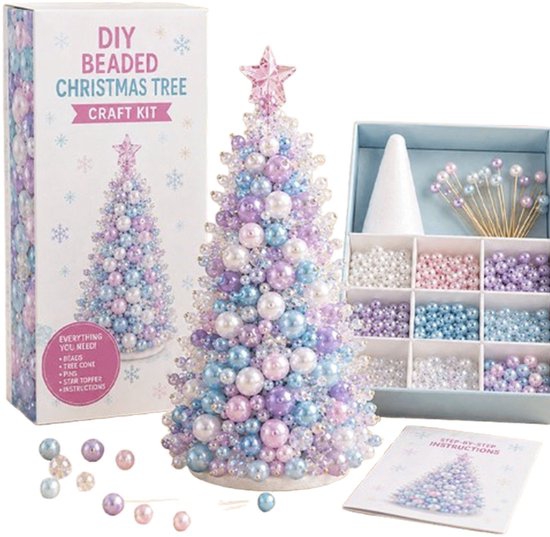 DIY
BEADED
CHRISTMAS TREE
CRAFT KIT
EVERYTHING
YOU NEED!
• BEADS
• TREE CONE
• PINS
• STAR TOPPER
• INSTRUCTIONS
STEP-BY-STEP
INSTRUCTIONS